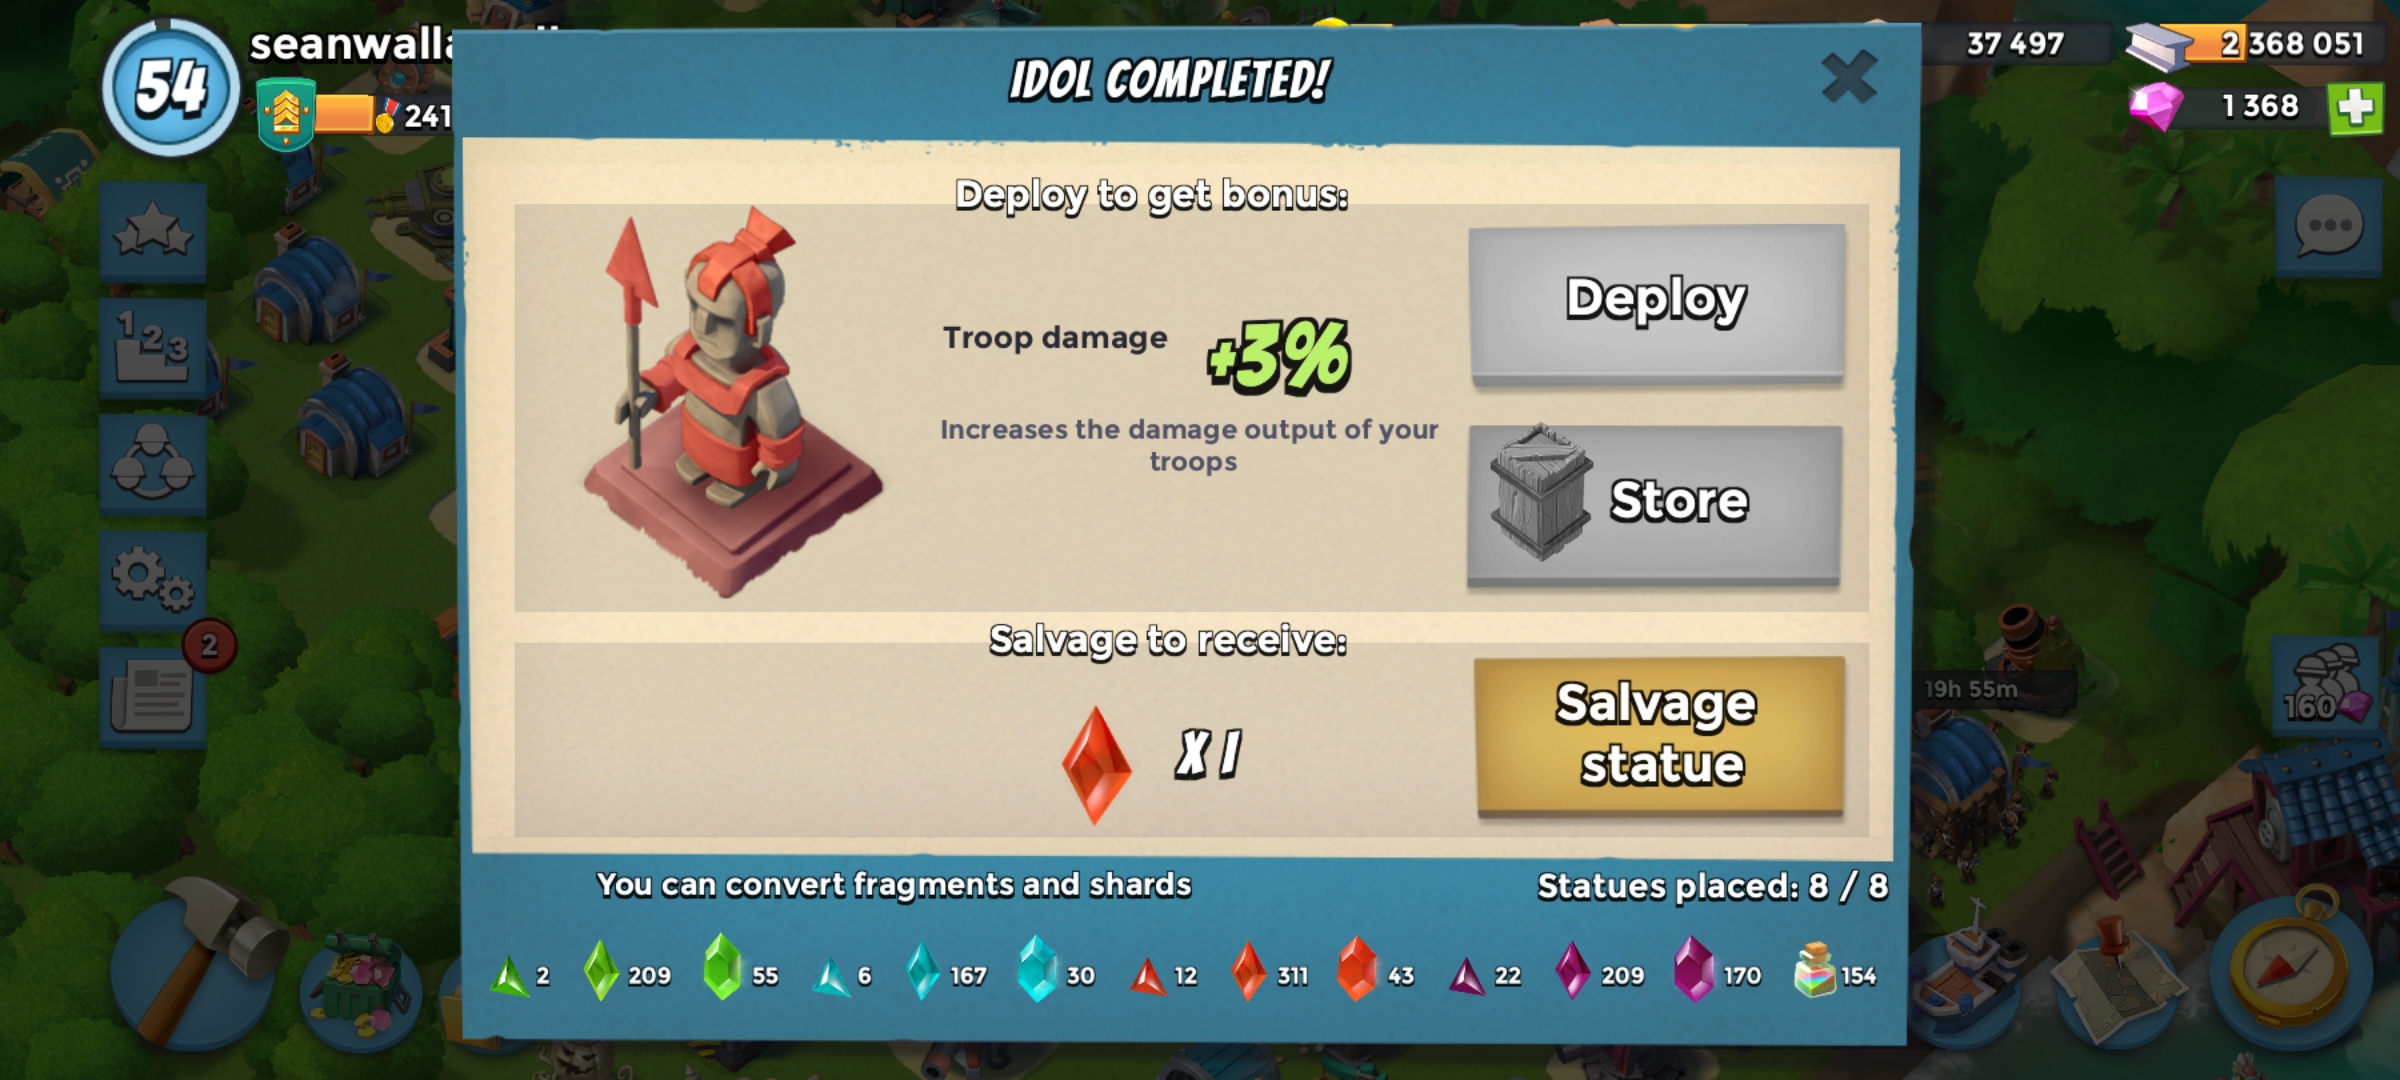 54
241
IDOL COMPLETED!
37 497
2 368 051
1 368
Deploy to get bonus:
Troop damage +3%
Increases the damage output of your
troops
Deploy
Store
1 2 3
2
Salvage to receive:
X 1
Salvage
statue
19h 55m
160
You can convert fragments and shards
Statues placed: 8 / 8
2 209 55 6 167 30 12 311 43 22 209 170 154